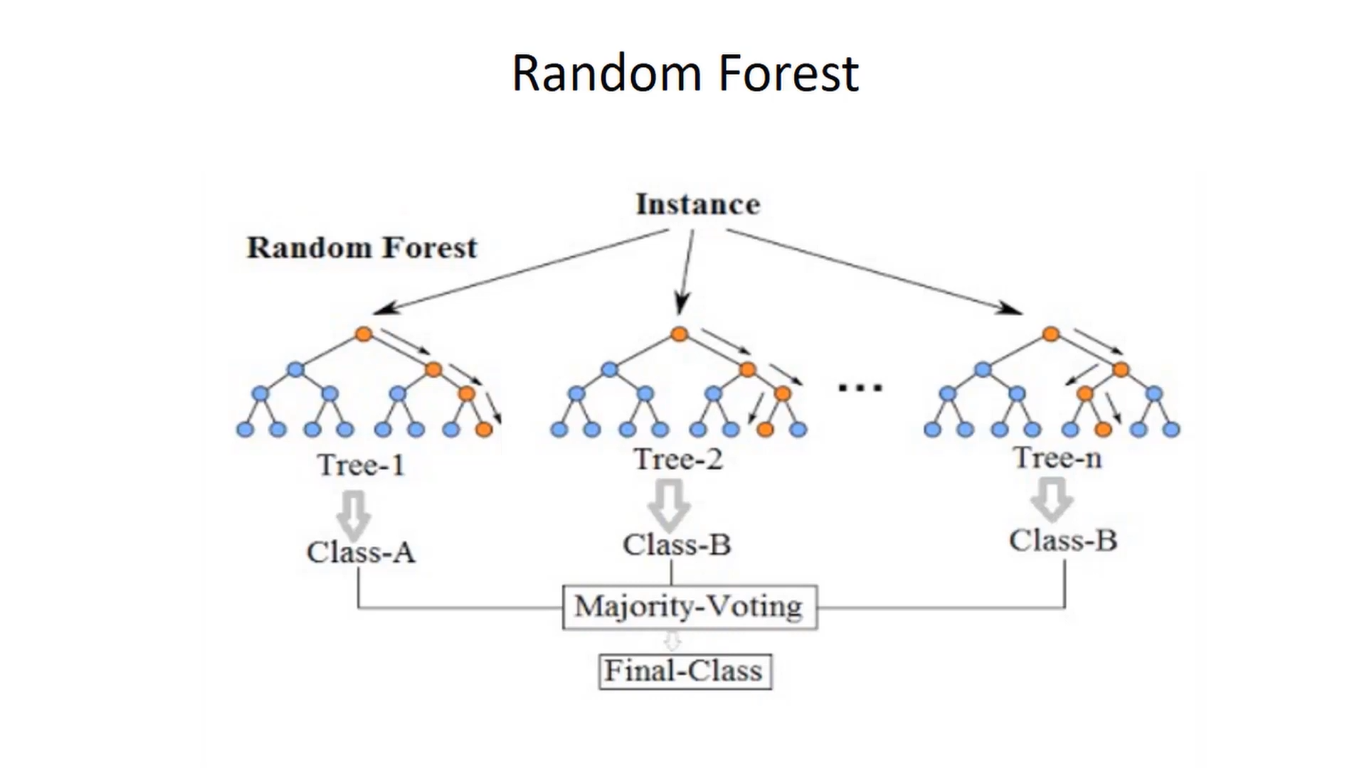 Random Forest
Instance
Random Forest
...
Tree-1
Tree-2
Tree-n
Class-A
Class-B
Class-B
Majority-Voting
Final-Class